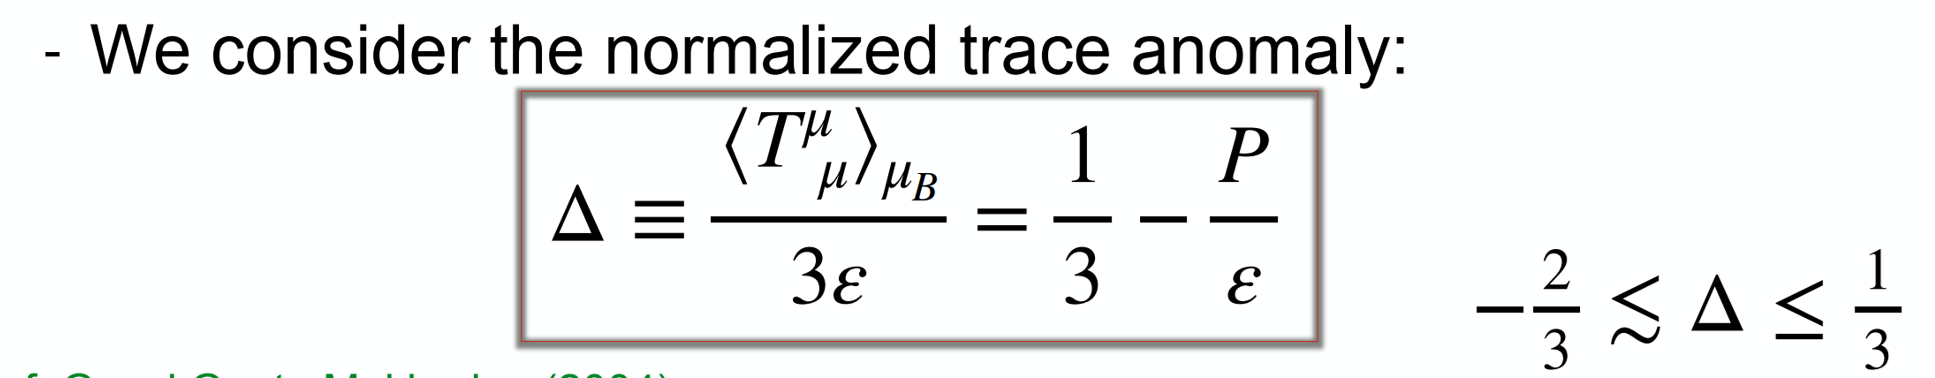 - We consider the normalized trace anomaly:
Δ ≡ ⟨T^μ_μ⟩_{μ_B} / 3ε = 1/3 − P/ε
−2/3 ≲ Δ ≤ 1/3